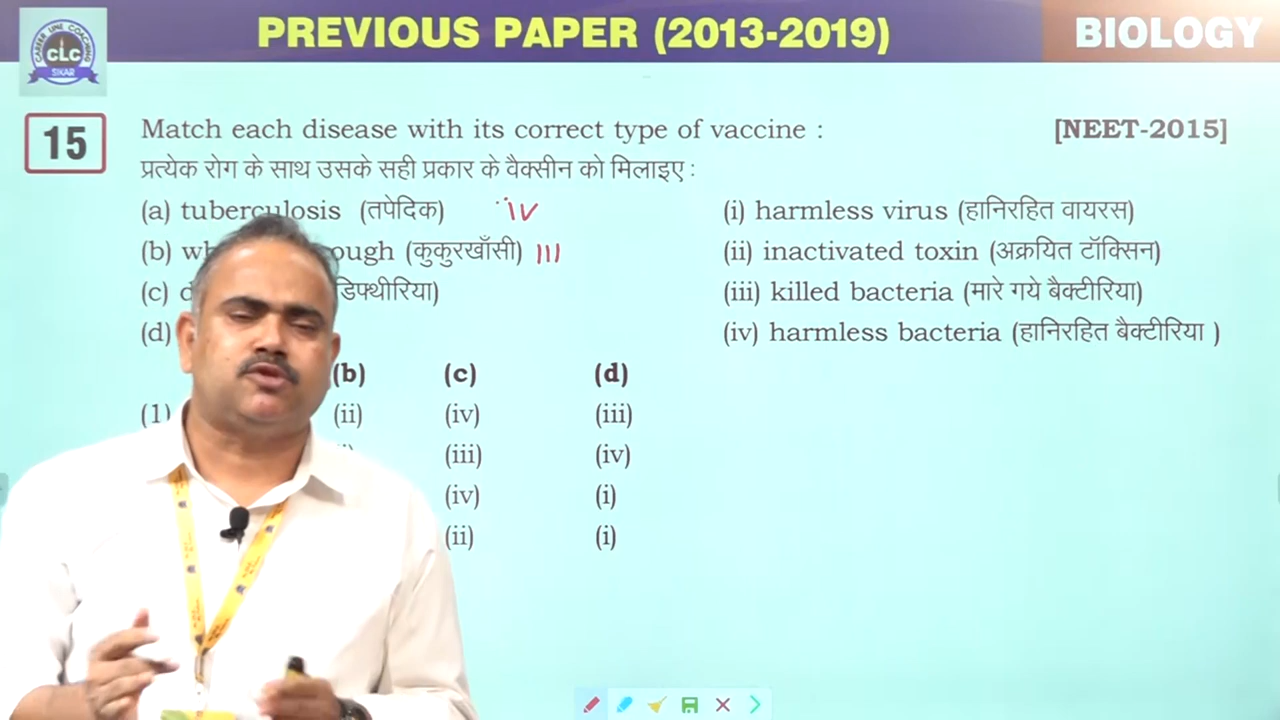 PREVIOUS PAPER (2013-2019)
BIOLOGY
CAREER LINE COACHING
CLC
SIKAR
15
Match each disease with its correct type of vaccine :
[NEET-2015]
प्रत्येक रोग के साथ उसके सही प्रकार के वैक्सीन को मिलाइए :
(a) tuberculosis (तपेदिक) iv
(i) harmless virus (हानिरहित वायरस)
(b) wh ough (कुकुरखाँसी) III
(ii) inactivated toxin (अक्रयित टॉक्सिन)
(c) d डिफ्थीरिया)
(iii) killed bacteria (मारे गये बैक्टीरिया)
(d)
(iv) harmless bacteria (हानिरहित बैक्टीरिया )
(b) (c) (d)
(1) (ii) (iv) (iii)
(iii) (iv)
(iv) (i)
(ii) (i)